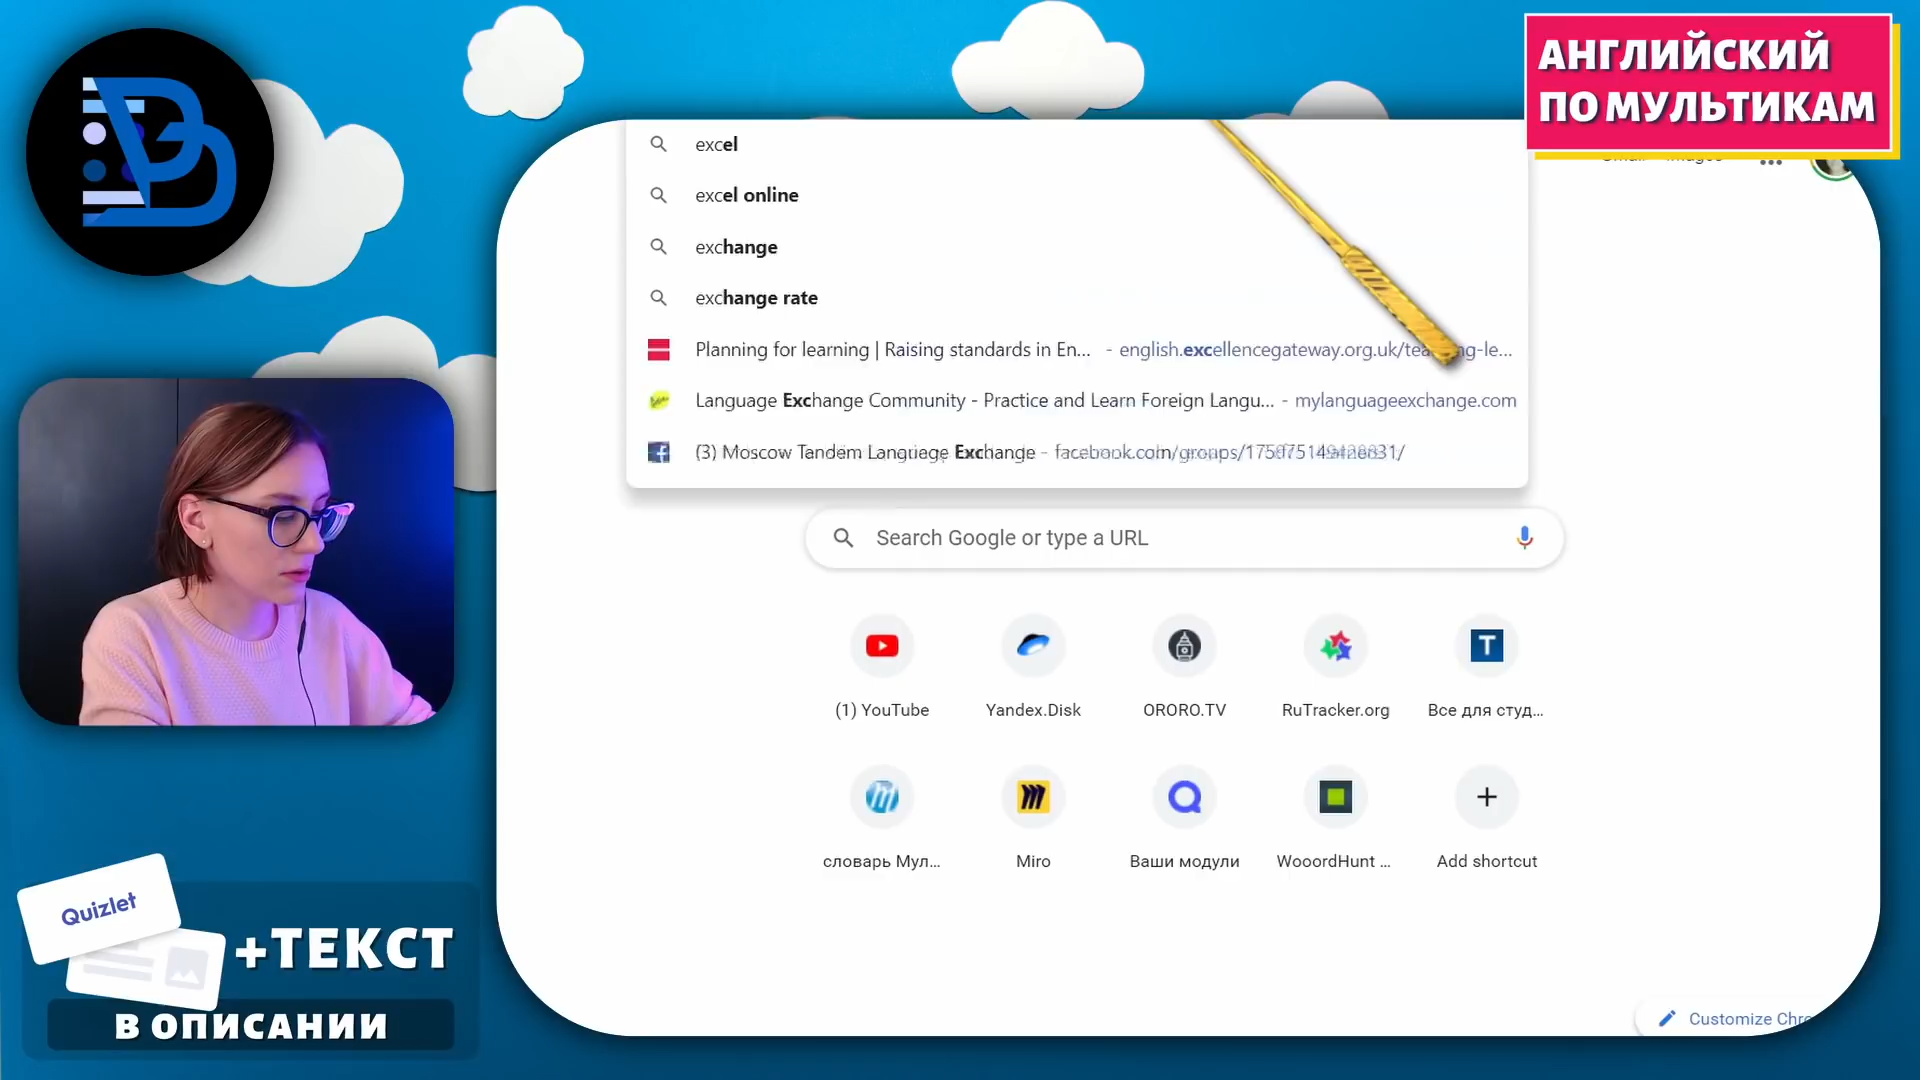 АНГЛИЙСКИЙ
ПО МУЛЬТИКАМ
excel
excel online
exchange
exchange rate
Planning for learning | Raising standards in En... - english.excellencegateway.org.uk/tea
ng-le...
Language Exchange Community - Practice and Learn Foreign Langu... - mylanguageexchange.com
(3) Moscow Tandem Language Exchange - facebook.com/groups/
Search Google or type a URL
(1) YouTube
Yandex.Disk
ORORO.TV
RuTracker.org
Все для студ...
словарь Мул...
Miro
Ваши модули
WooordHunt ...
Add shortcut
Customize Chro
Quizlet
+ТЕКСТ
В ОПИСАНИИ